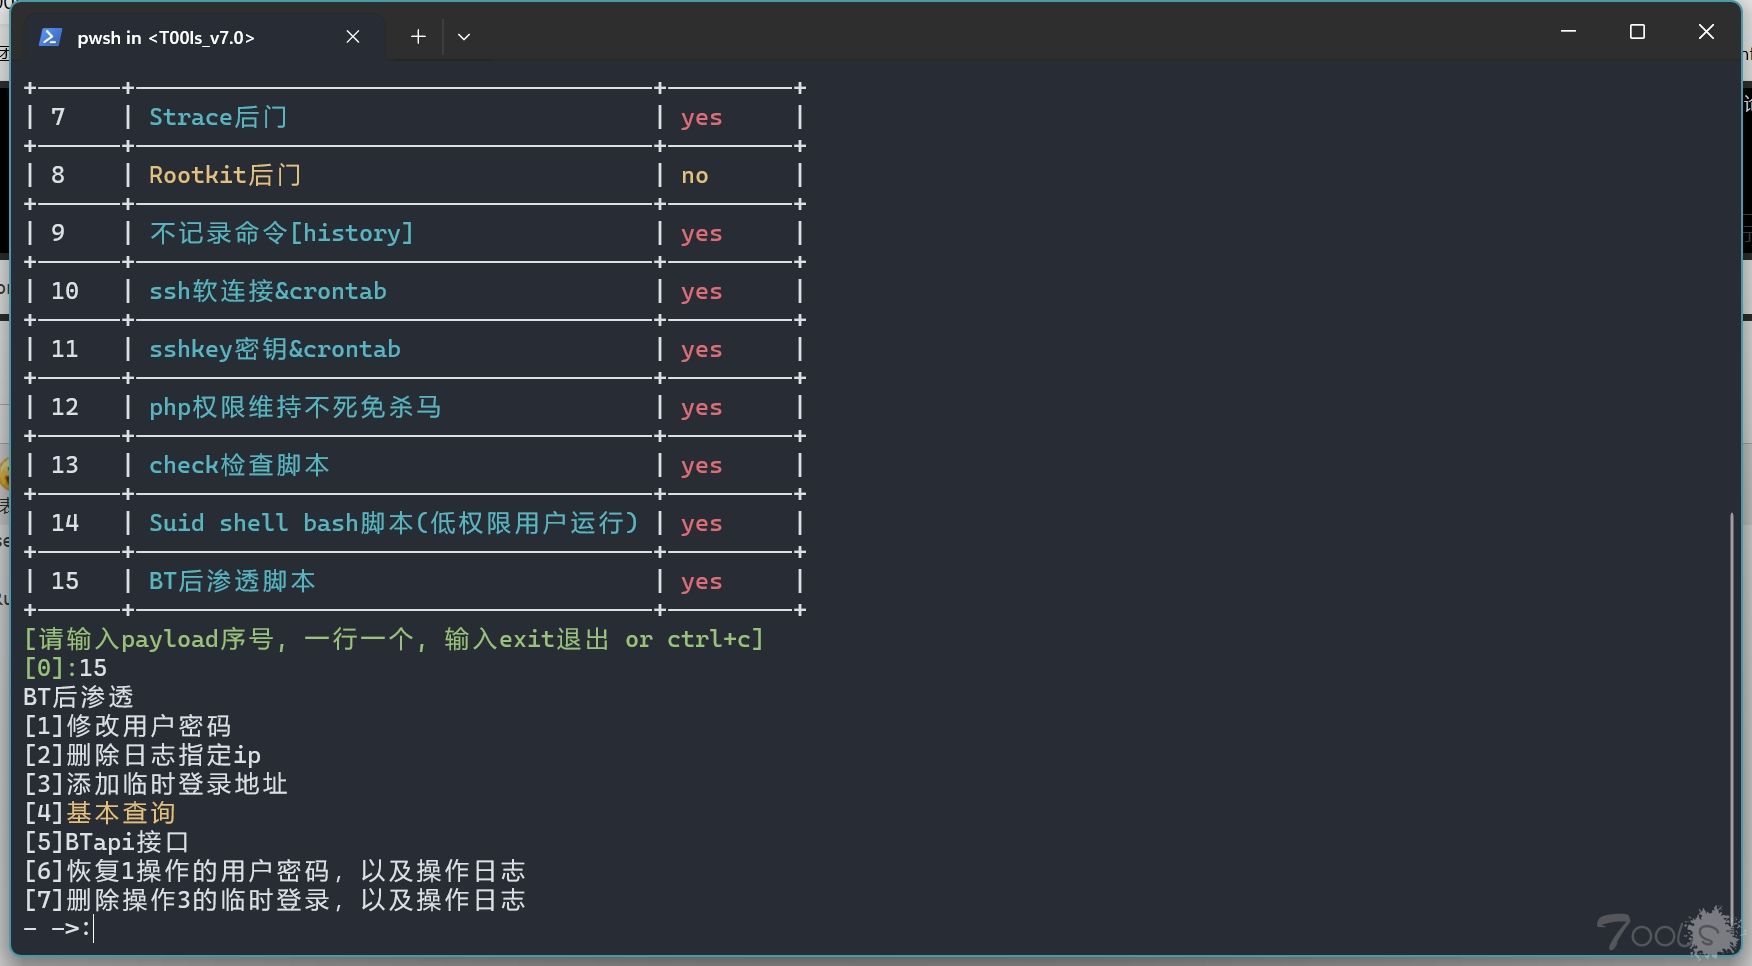 pwsh in <T00ls_v7.0>
7 Strace后门 yes
8 Rootkit后门 no
9 不记录命令[history] yes
10 ssh软连接&crontab yes
11 sshkey密钥&crontab yes
12 php权限维持不死免杀马 yes
13 check检查脚本 yes
14 Suid shell bash脚本(低权限用户运行) yes
15 BT后渗透脚本 yes
[请输入payload序号, 一行一个, 输入exit退出 or ctrl+c]
[0]:15
BT后渗透
[1]修改用户密码
[2]删除日志指定ip
[3]添加临时登录地址
[4]基本查询
[5]BTapi接口
[6]恢复1操作的用户密码, 以及操作日志
[7]删除操作3的临时登录, 以及操作日志
- ->:
T00LS